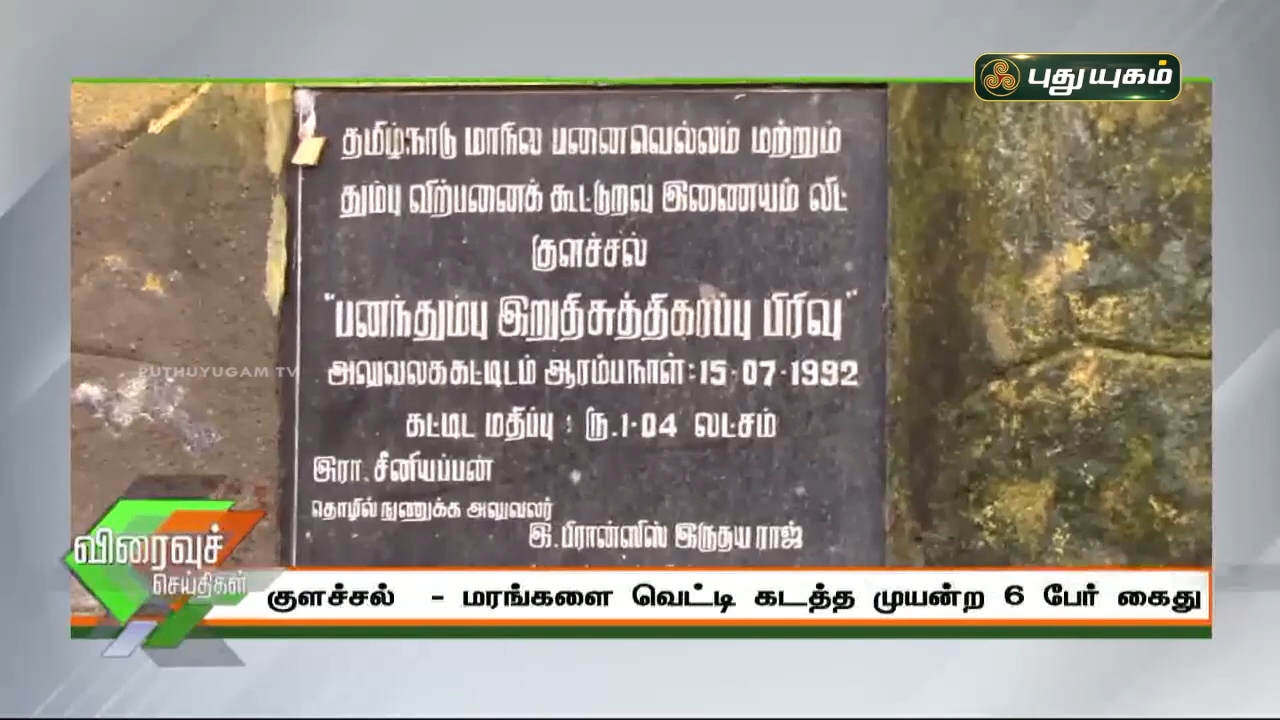 புதுயுகம்
தமிழ்நாடு மாநில பனைவெல்லம் மற்றும்
தும்பு விற்பனைக் கூட்டுறவு இணையம் லிட்
குளச்சல்
"பனந்தும்பு இறுதிசுத்திகரிப்பு பிரிவு"
அலுவலககட்டிடம் ஆரம்பநாள்:15-07-1992
கட்டிட மதிப்பு : ரூ.1-04 லட்சம்
இரா. சீனியப்பன்
தொழில் நுணுக்க அலுவலர்
இ.பிரான்ஸிஸ் இருதய ராஜ்
PUTHUYUGAM TV
விரைவுச்
செய்திகள்
குளச்சல் - மரங்களை வெட்டி கடத்த முயன்ற 6 பேர் கைது